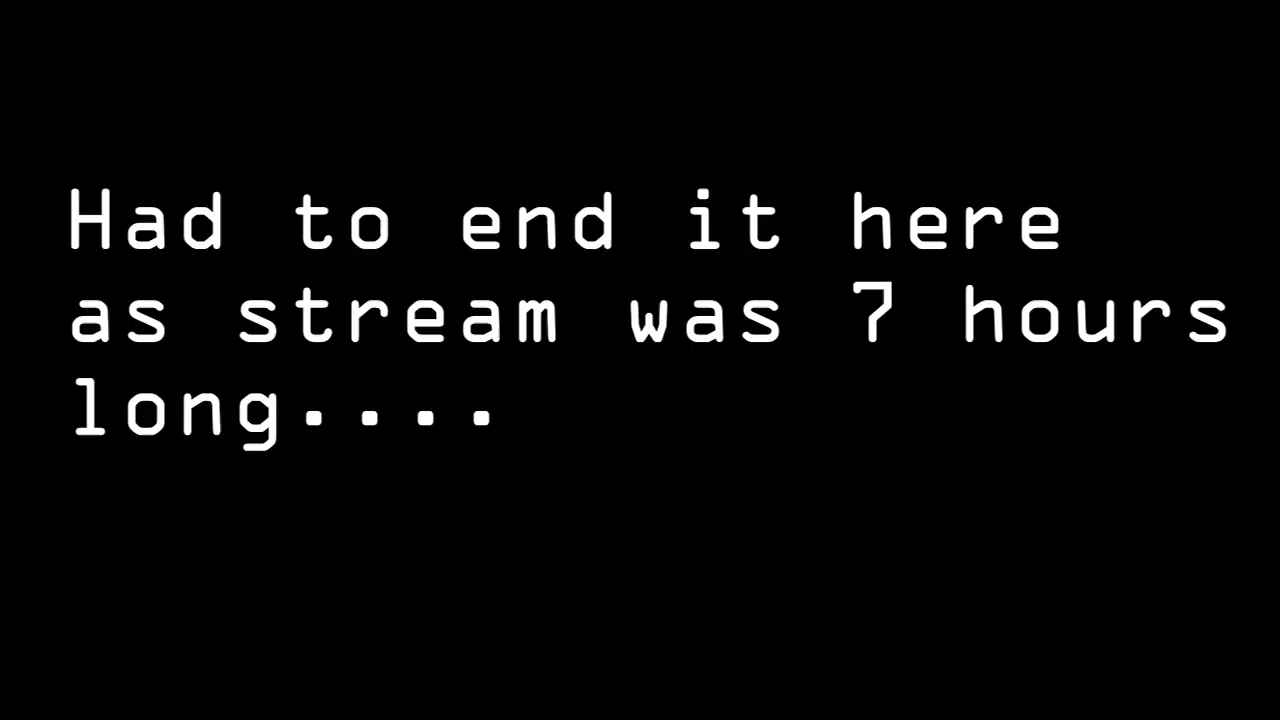 Had to end it here
as stream was 7 hours
long....